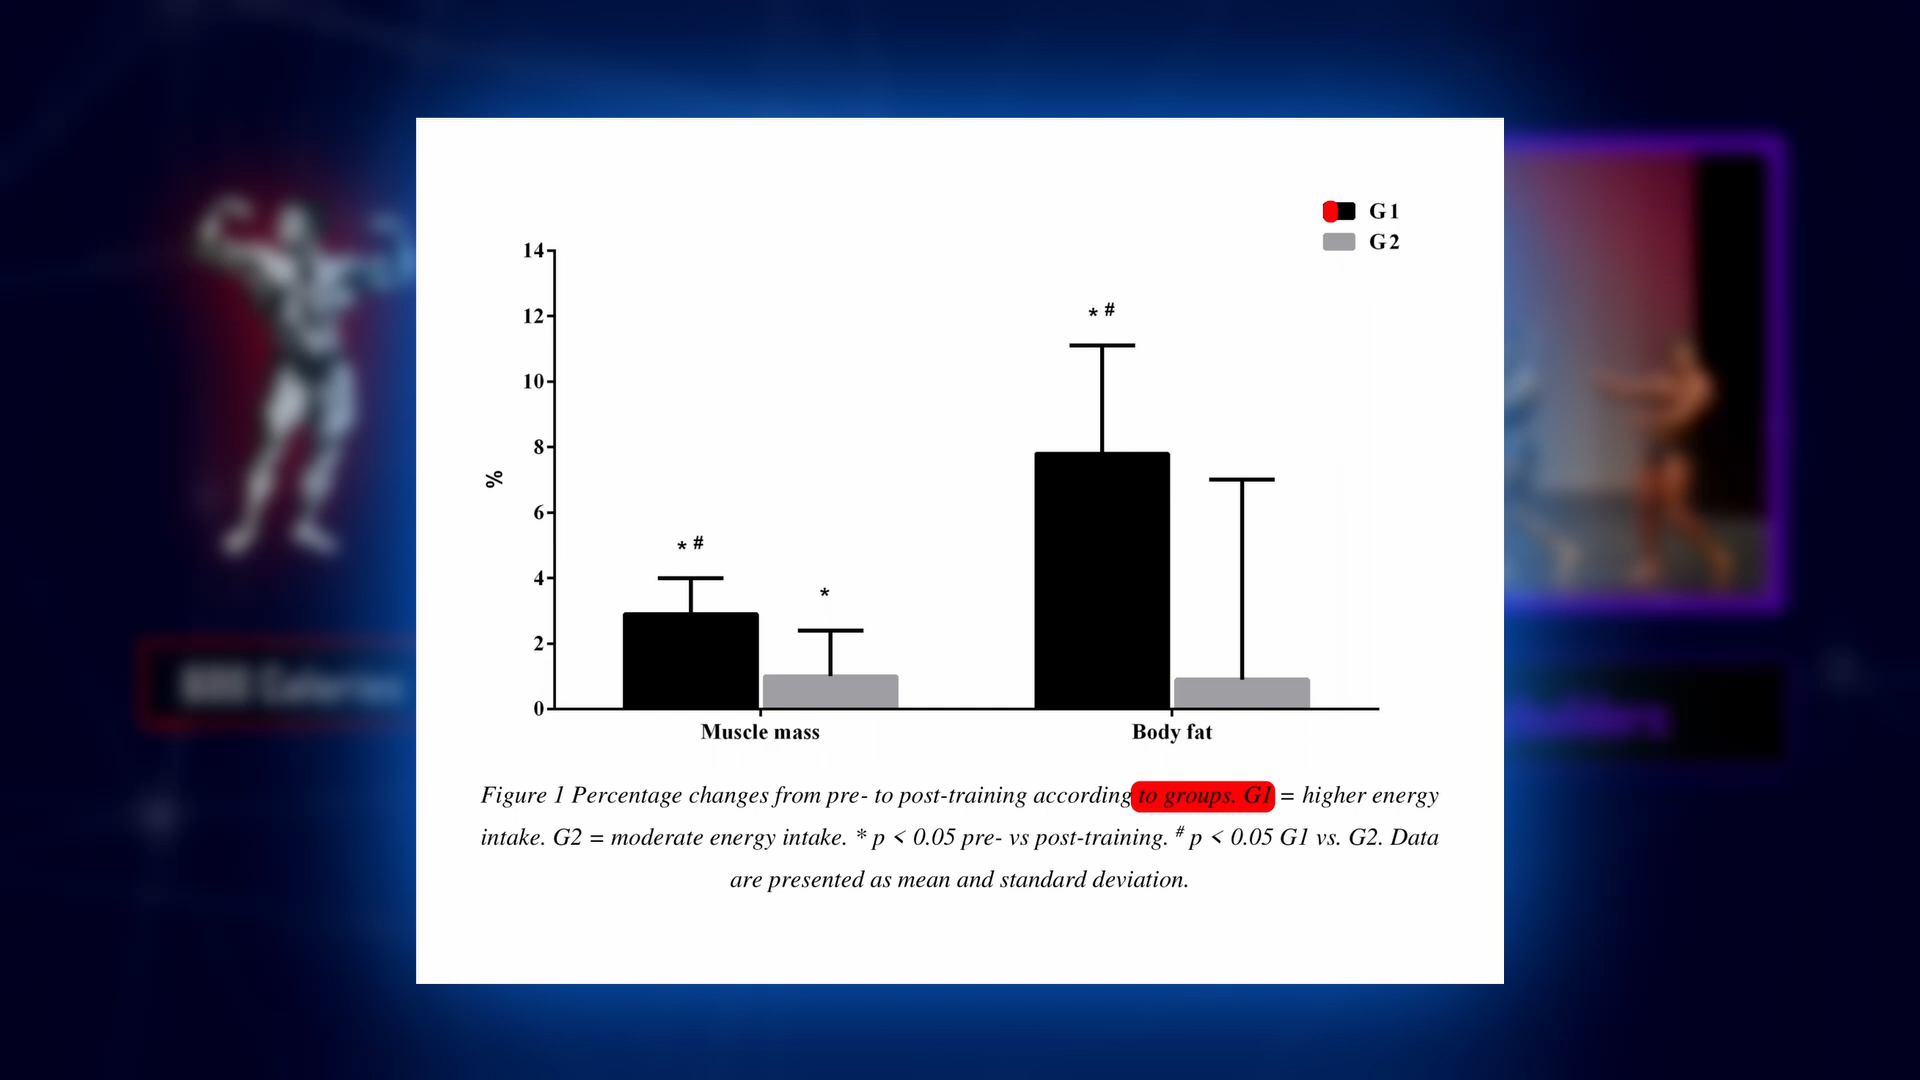 G1
G2
14
12
10
8
6
4
2
0
%
* #
*
* #
Muscle mass
Body fat
Figure 1 Percentage changes from pre- to post-training according to groups. G1 = higher energy
intake. G2 = moderate energy intake. * p < 0.05 pre- vs post-training. # p < 0.05 G1 vs. G2. Data
are presented as mean and standard deviation.
Calories